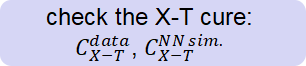 check the X-T cure:
C_{X-T}^{data}, C_{X-T}^{NN sim.}